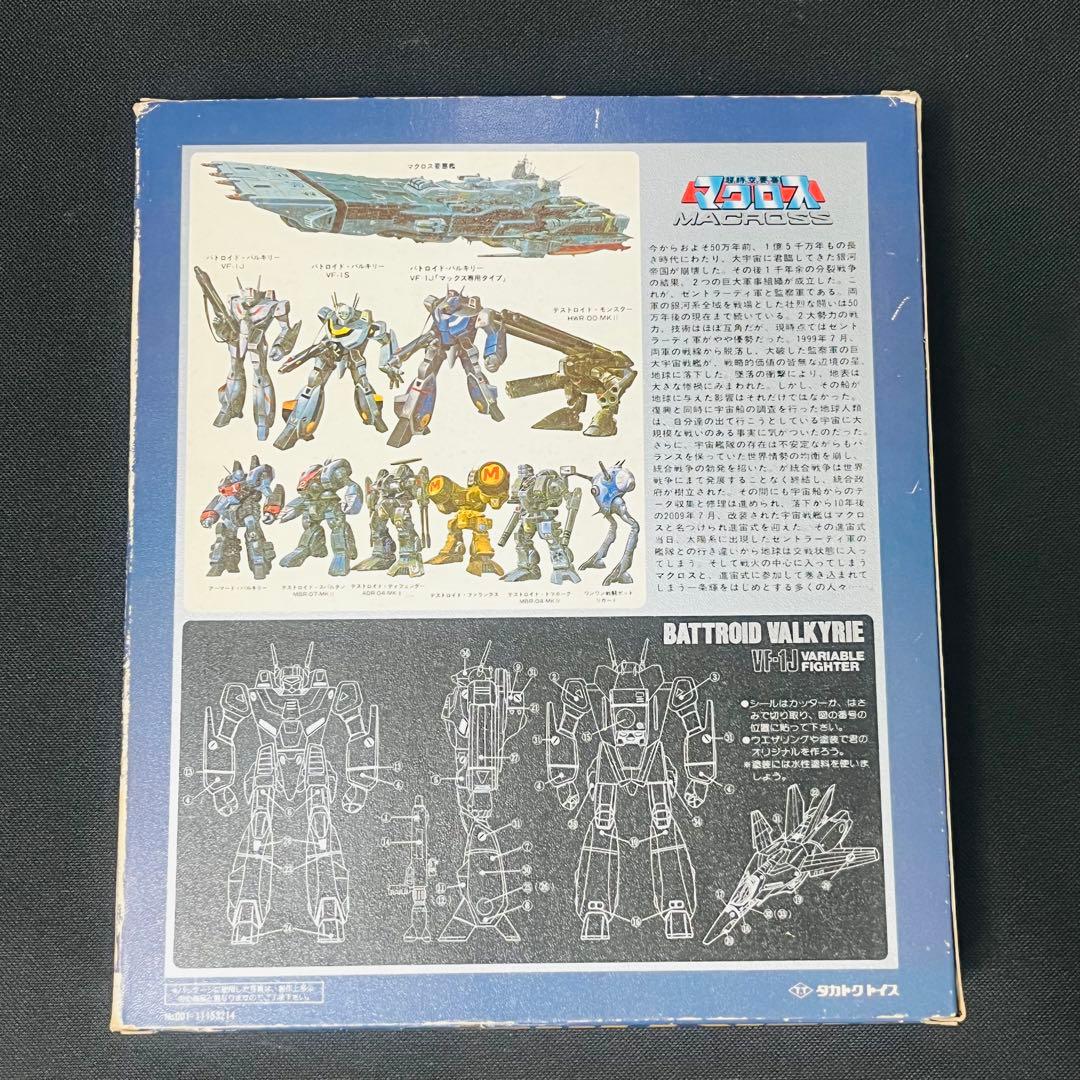 マクロス要塞艦
バトロイド・バルキリー
VF-1J
バトロイド・バルキリー
VF-1S
バトロイド・バルキリー
VF-1J「マックス専用タイプ」
デストロイド・モンスター
HWR-00-MKII
アーマード・バルキリー
デストロイド・スパルタン
MBR-07-MKII
デストロイド・ディフェンダー
ADR-04-MK
デストロイド・ファランクス
デストロイド・トマホーク
MBR-04-MK
リガード
超時空要塞
マクロス
MACROSS
今からおよそ50万年前、1億5千万年もの長
き時代にわたり、大宇宙に君臨してきた銀河
帝国が崩壊した。その後1千年余の分裂戦争
の結果、2つの巨大軍事組織が成立した。こ
れが、ゼントラーディ軍と監察軍である。両
軍の銀河系全域を戦場とした壮烈な闘いは50
万年後の現在まで続いている。2大勢力の戦
力、技術はほぼ互角だが、現時点ではゼント
ラーディ軍がやや優勢だった。1999年7月、
両軍の戦線から脱落し、大破した監察軍の巨
大宇宙戦艦が、戦略的価値の皆無な辺境の星、
地球に落下した。墜落の衝撃により、地表は
大きな惨禍にみまわれた。しかし、その船が
地球に与えた影響はそれだけではなかった。
復興と同時に宇宙船の調査を行った地球人類
は、自分達の出て行こうとしている宇宙に大
規模な戦いのある事実に気がついたのだった。
さらに、宇宙艦隊の存在は不安定ながらもバ
ランスを保っていた世界情勢の均衡を崩し、
統合戦争の勃発を招いた。が統合戦争は世界
戦争にまで発展することなく終結し、統合政
府が樹立された。その間にも宇宙船からのデ
ータ収集と修理は進められ、落下から10年後
の2009年7月、改装された宇宙戦艦はマクロ
スと名づけられ進宙式を迎えた。その進宙式
当日、太陽系に出現したゼントラーディ軍の
艦隊との行き違いから地球は交戦状態に入っ
てしまう。そして戦火の中心に入ってしまう
マクロスと、進宙式に参加して巻き込まれて
しまう一条輝をはじめとする多くの人々……
BATTROID VALKYRIE
VF-1J VARIABLE
FIGHTER
●シールはカッターか、はさ
みで切り取り、図の番号の
位置に貼って下さい。
●ウエザリングや塗装で君の
オリジナルを作ろう。
※塗装には水性塗料を使いま
しょう。
タカトクトイス
No.001-11153214